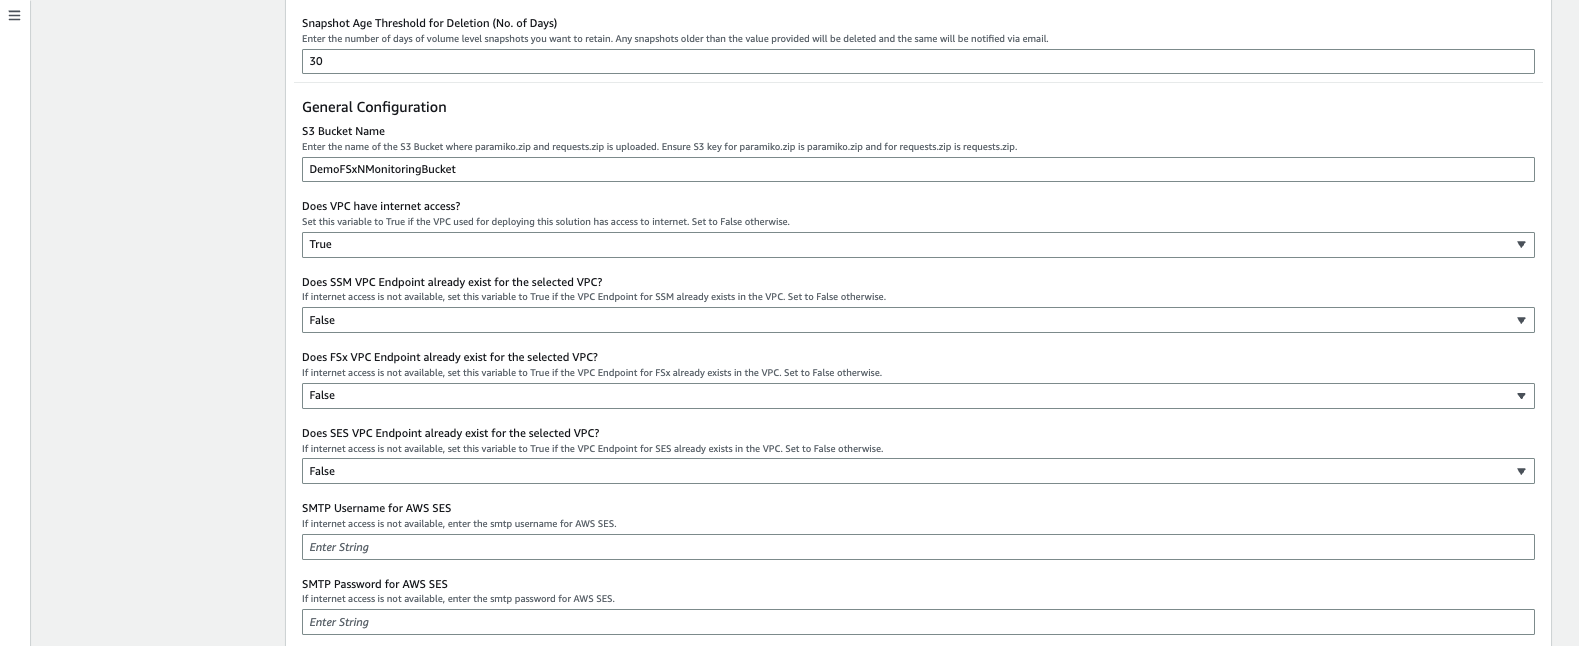 Snapshot Age Threshold for Deletion (No. of Days)
Enter the number of days of volume level snapshots you want to retain. Any snapshots older than the value provided will be deleted and the same will be notified via email.
30
General Configuration
S3 Bucket Name
Enter the name of the S3 Bucket where paramiko.zip and requests.zip is uploaded. Ensure S3 key for paramiko.zip is paramiko.zip and for requests.zip is requests.zip.
DemoFSxNMonitoringBucket
Does VPC have internet access?
Set this variable to True if the VPC used for deploying this solution has access to internet. Set to False otherwise.
True
Does SSM VPC Endpoint already exist for the selected VPC?
If internet access is not available, set this variable to True if the VPC Endpoint for SSM already exists in the VPC. Set to False otherwise.
False
Does FSx VPC Endpoint already exist for the selected VPC?
If internet access is not available, set this variable to True if the VPC Endpoint for FSx already exists in the VPC. Set to False otherwise.
False
Does SES VPC Endpoint already exist for the selected VPC?
If internet access is not available, set this variable to True if the VPC Endpoint for SES already exists in the VPC. Set to False otherwise.
False
SMTP Username for AWS SES
If internet access is not available, enter the smtp username for AWS SES.
Enter String
SMTP Password for AWS SES
If internet access is not available, enter the smtp password for AWS SES.
Enter String